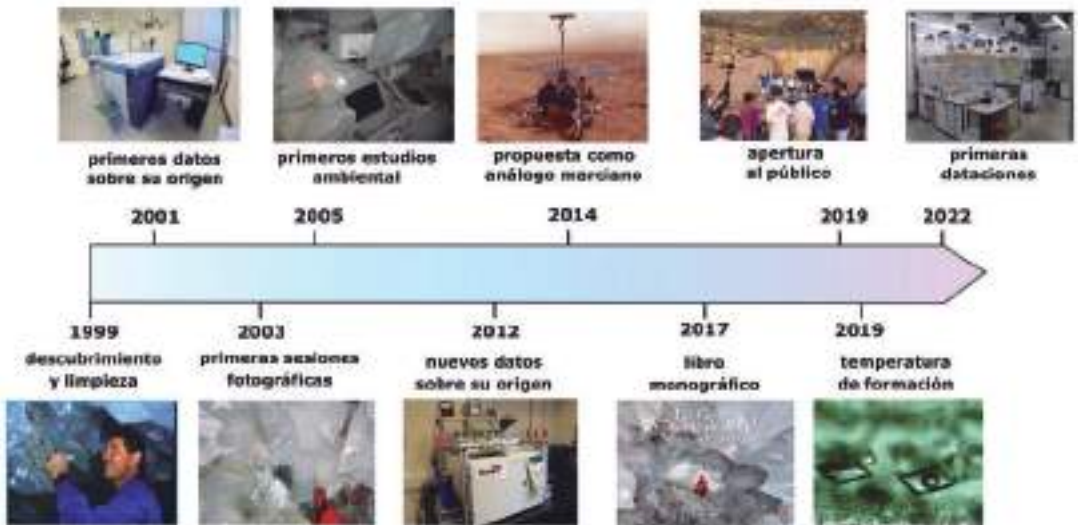 primeros datos
sobre su origen
primeros estudios
ambiental
propuesta como
análogo marciano
apertura
al público
primeras
dataciones
2001
2005
2014
2019
2022
1999
2003
2012
2017
2019
descubrimiento
y limpieza
primeras sesiones
fotográficas
nuevos datos
sobre su origen
libro
monográfico
temperatura
de formación